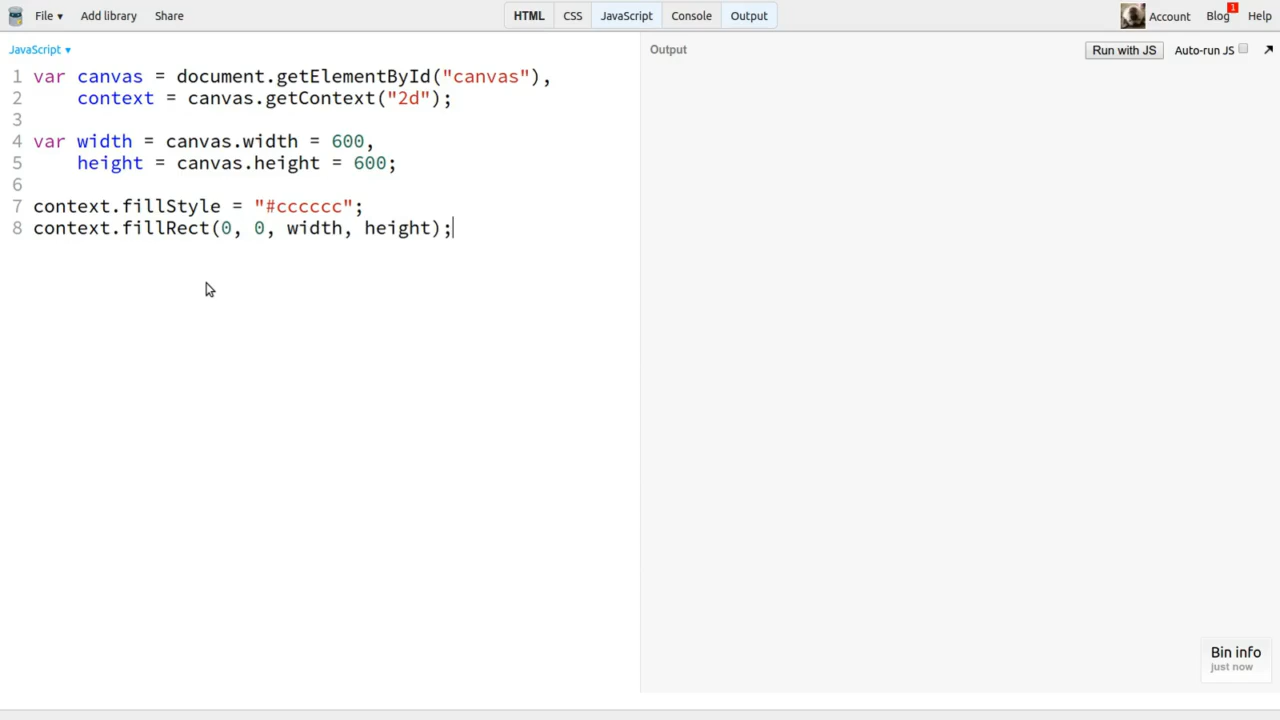 File ▾ Add library Share HTML CSS JavaScript Console Output Account Blog 1 Help
JavaScript ▾ Output Run with JS Auto-run JS
1 var canvas = document.getElementById("canvas"),
2     context = canvas.getContext("2d");
3
4 var width = canvas.width = 600,
5     height = canvas.height = 600;
6
7 context.fillStyle = "#cccccc";
8 context.fillRect(0, 0, width, height);
Bin info
just now